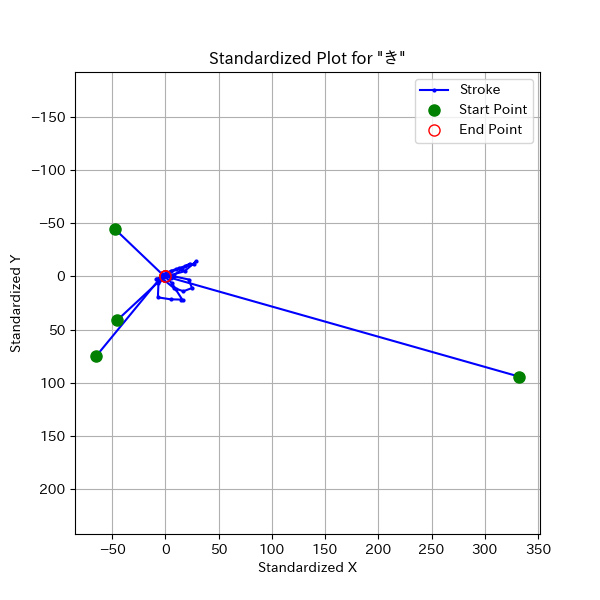 Standardized Plot for "き"
Stroke
Start Point
End Point
−150
−100
−50
0
50
100
150
200
Standardized Y
−50 0 50 100 150 200 250 300 350
Standardized X